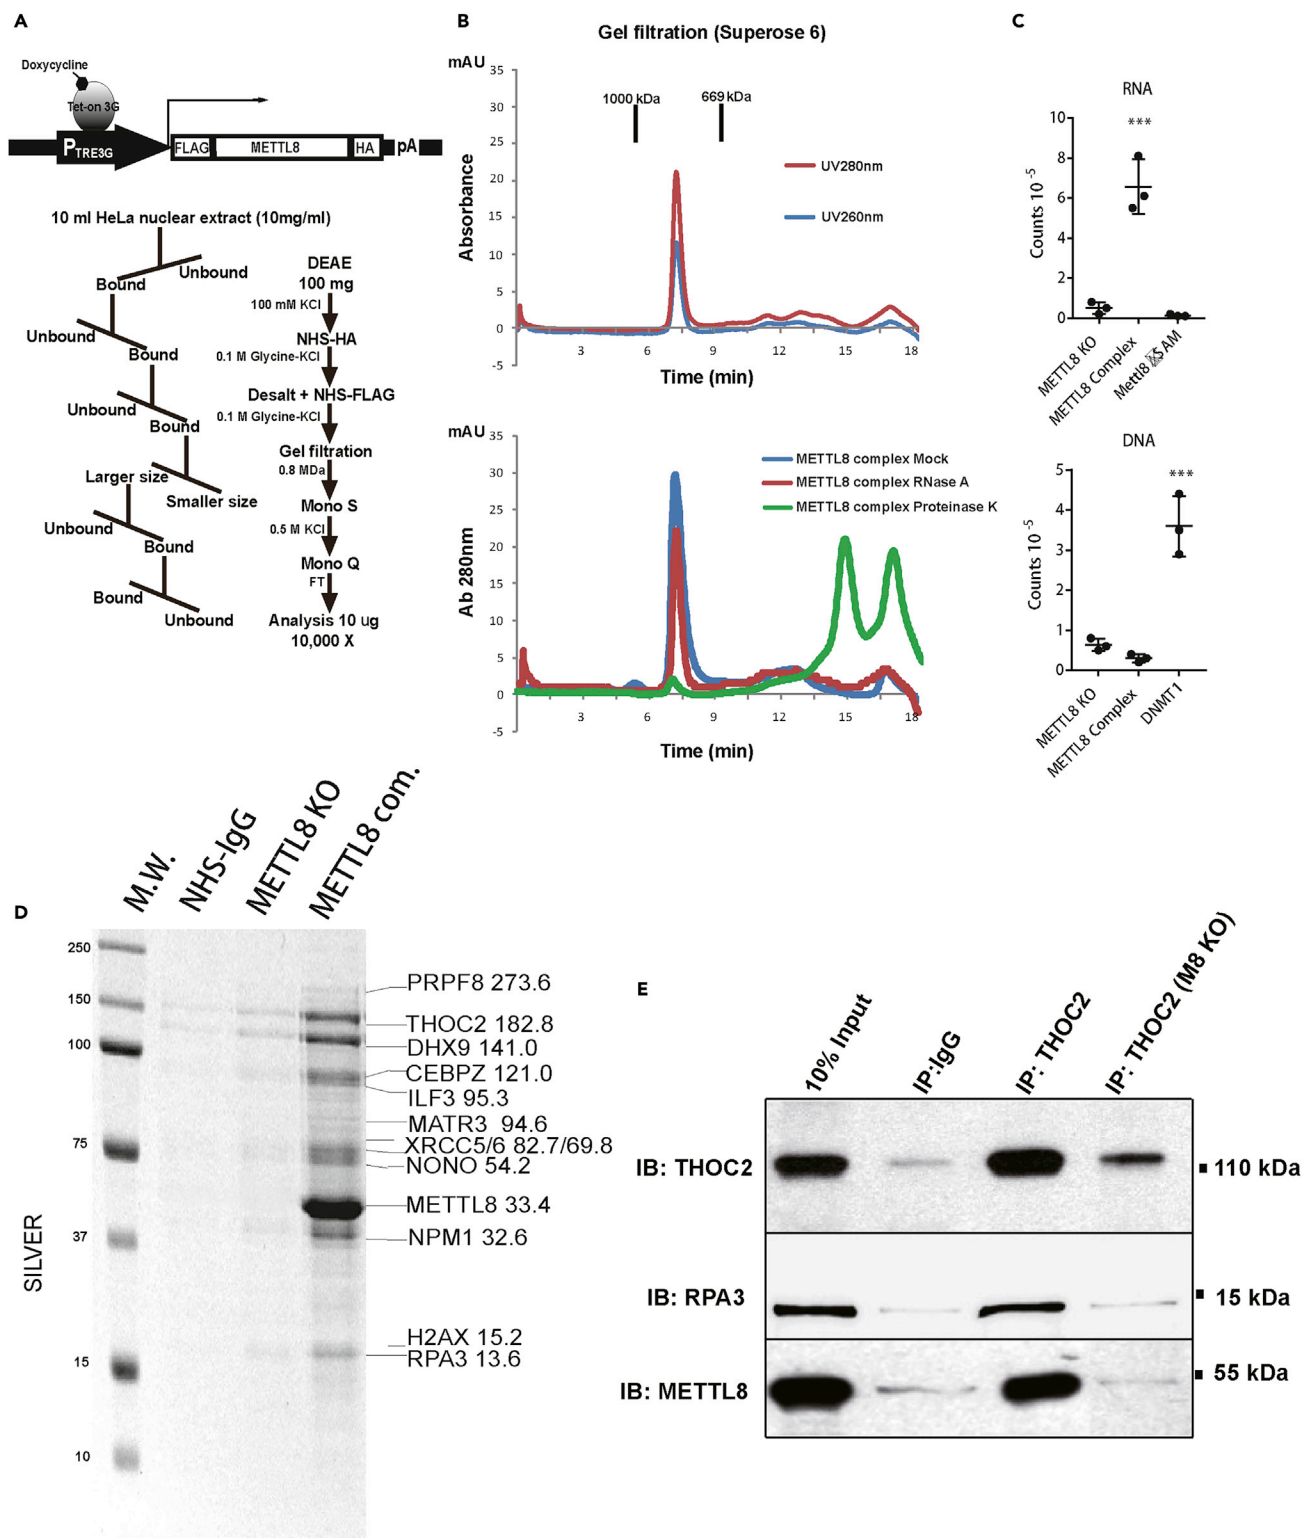 A
Doxycycline
Tet-on 3G
PTRE3G
FLAG
METTL8
HA
pA
10 ml HeLa nuclear extract (10mg/ml)
Unbound
Bound
Unbound
Bound
Unbound
Bound
Larger size
Smaller size
Unbound
Bound
Bound
Unbound
DEAE
100 mg
100 mM KCl
NHS-HA
0.1 M Glycine-KCl
Desalt + NHS-FLAG
0.1 M Glycine-KCl
Gel filtration
0.8 MDa
Mono S
0.5 M KCl
Mono Q
FT
Analysis 10 ug
10,000 X
B
Gel filtration (Superose 6)
mAU
35
30
25
20
15
10
5
0
-5
Absorbance
1000 kDa
669 kDa
UV280nm
UV260nm
3
6
9
12
15
18
Time (min)
mAU
35
30
25
20
15
10
5
0
-5
Ab 280nm
METTL8 complex Mock
METTL8 complex RNase A
METTL8 complex Proteinase K
3
6
9
12
15
18
Time (min)
C
RNA
***
10
8
6
4
2
0
Counts 10 -5
METTL8 KO
METTL8 Complex
Mettl8 SAM
DNA
***
5
4
3
2
1
0
Counts 10 -5
METTL8 KO
METTL8 Complex
DNMT1
D
M.W.
NHS-IgG
METTL8 KO
METTL8 com.
250
150
100
75
37
15
10
SILVER
PRPF8 273.6
THOC2 182.8
DHX9 141.0
CEBPZ 121.0
ILF3 95.3
MATR3 94.6
XRCC5/6 82.7/69.8
NONO 54.2
METTL8 33.4
NPM1 32.6
H2AX 15.2
RPA3 13.6
E
10% Input
IP:IgG
IP: THOC2
IP: THOC2 (M8 KO)
IB: THOC2
110 kDa
IB: RPA3
15 kDa
IB: METTL8
55 kDa